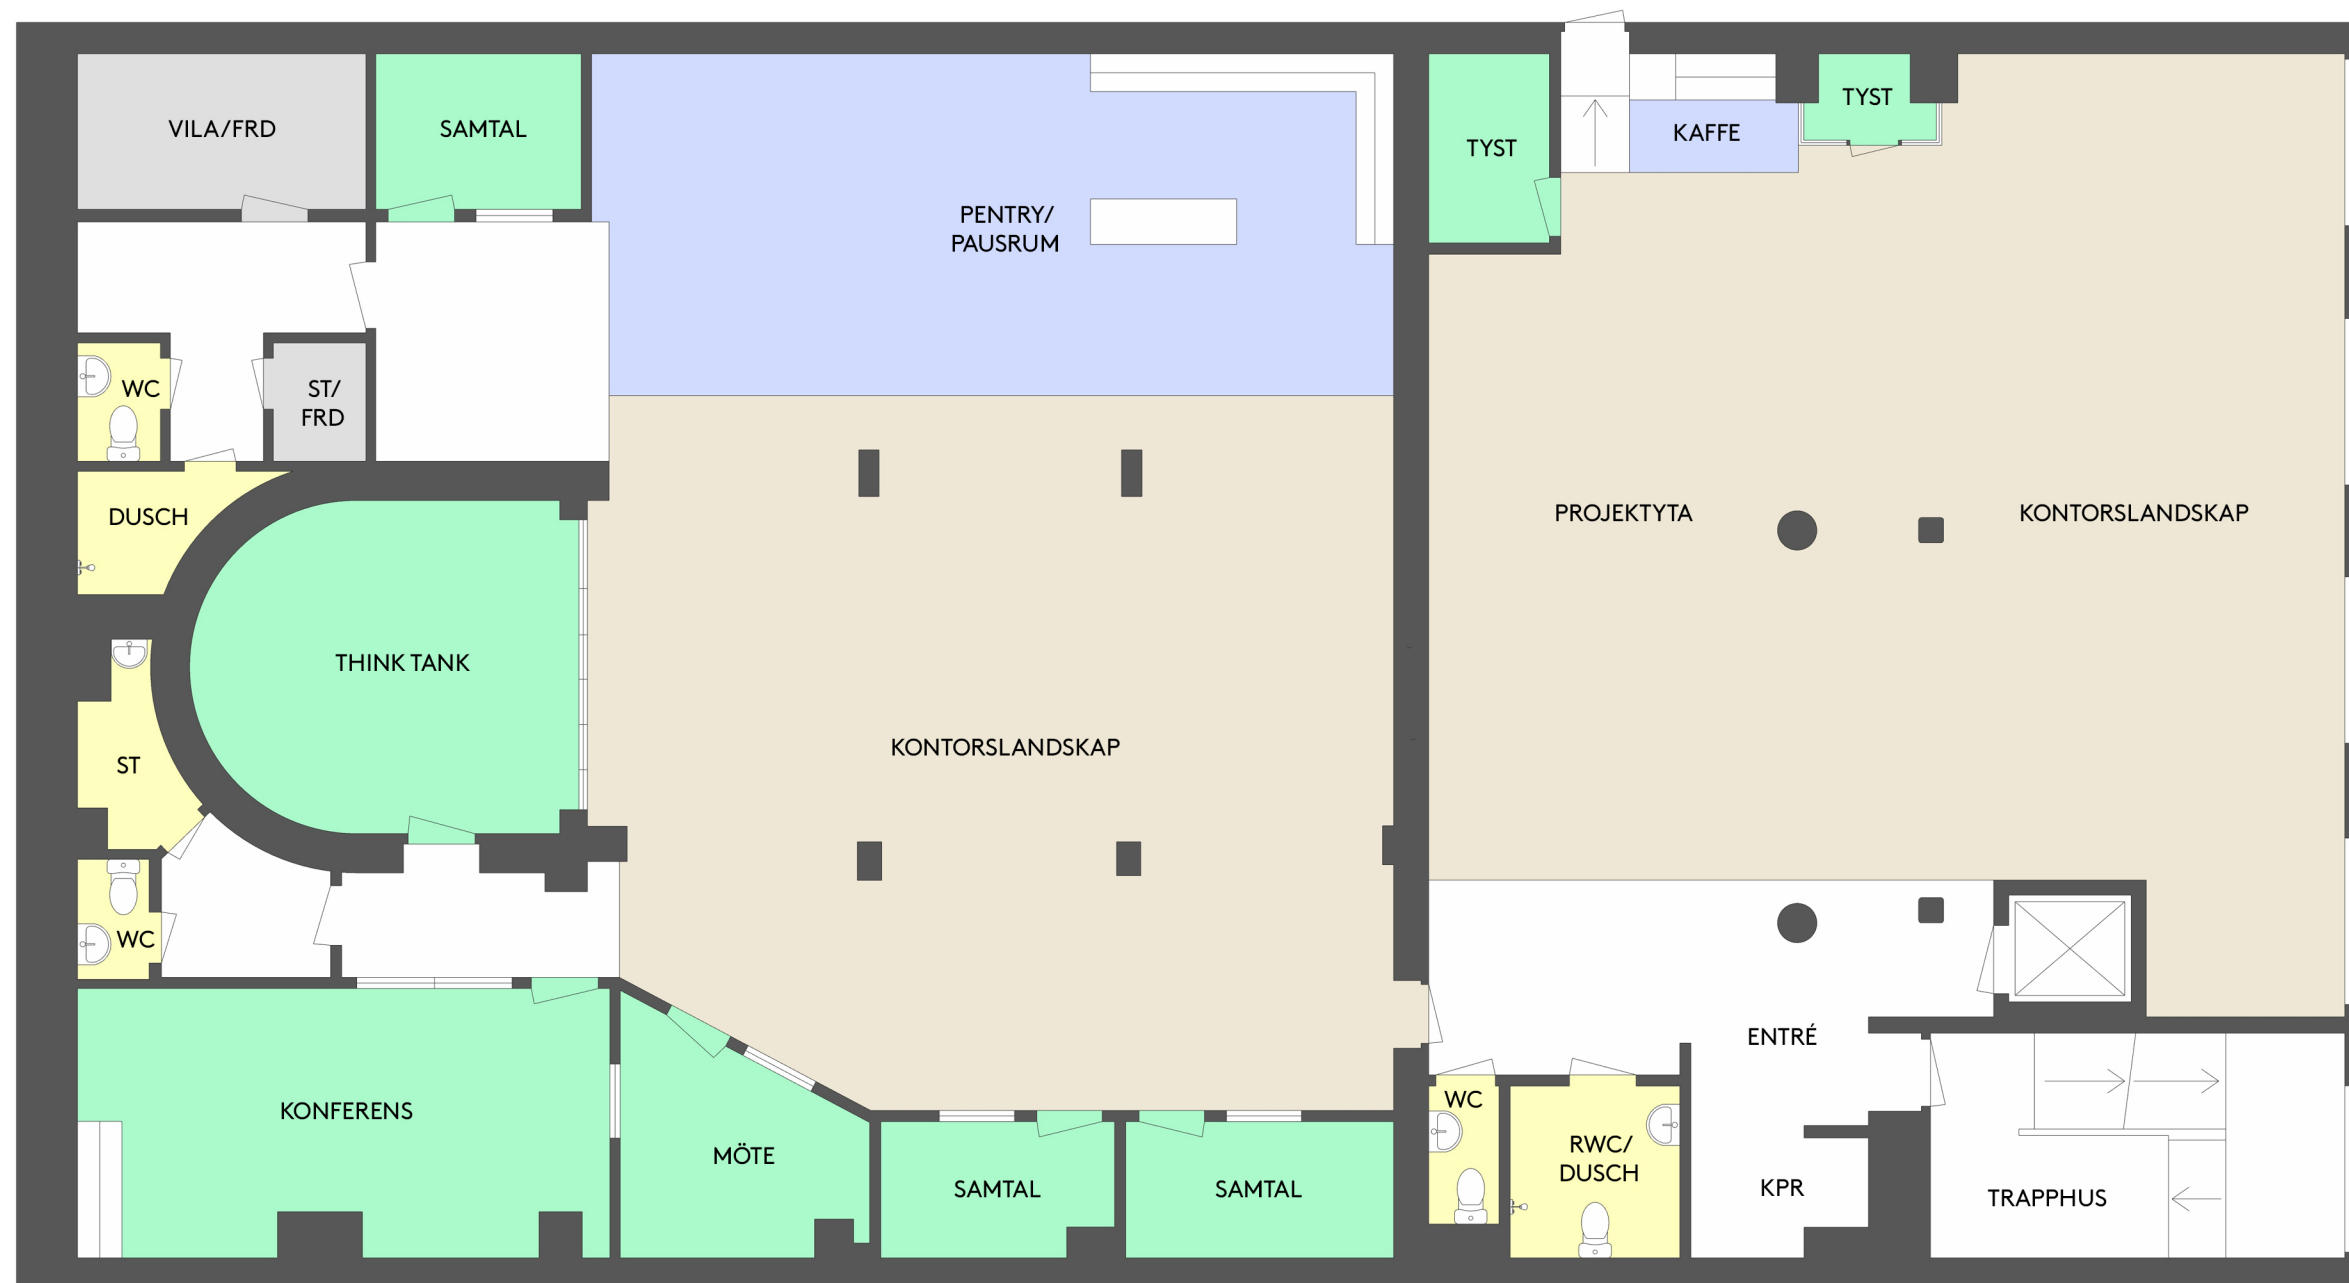 VILA/FRD
SAMTAL
TYST
KAFFE
TYST
PENTRY/
PAUSRUM
WC
ST/
FRD
DUSCH
PROJEKTYTA
KONTORSLANDSKAP
THINK TANK
KONTORSLANDSKAP
ST
WC
ENTRÉ
KONFERENS
MÖTE
SAMTAL
SAMTAL
WC
RWC/
DUSCH
KPR
TRAPPHUS